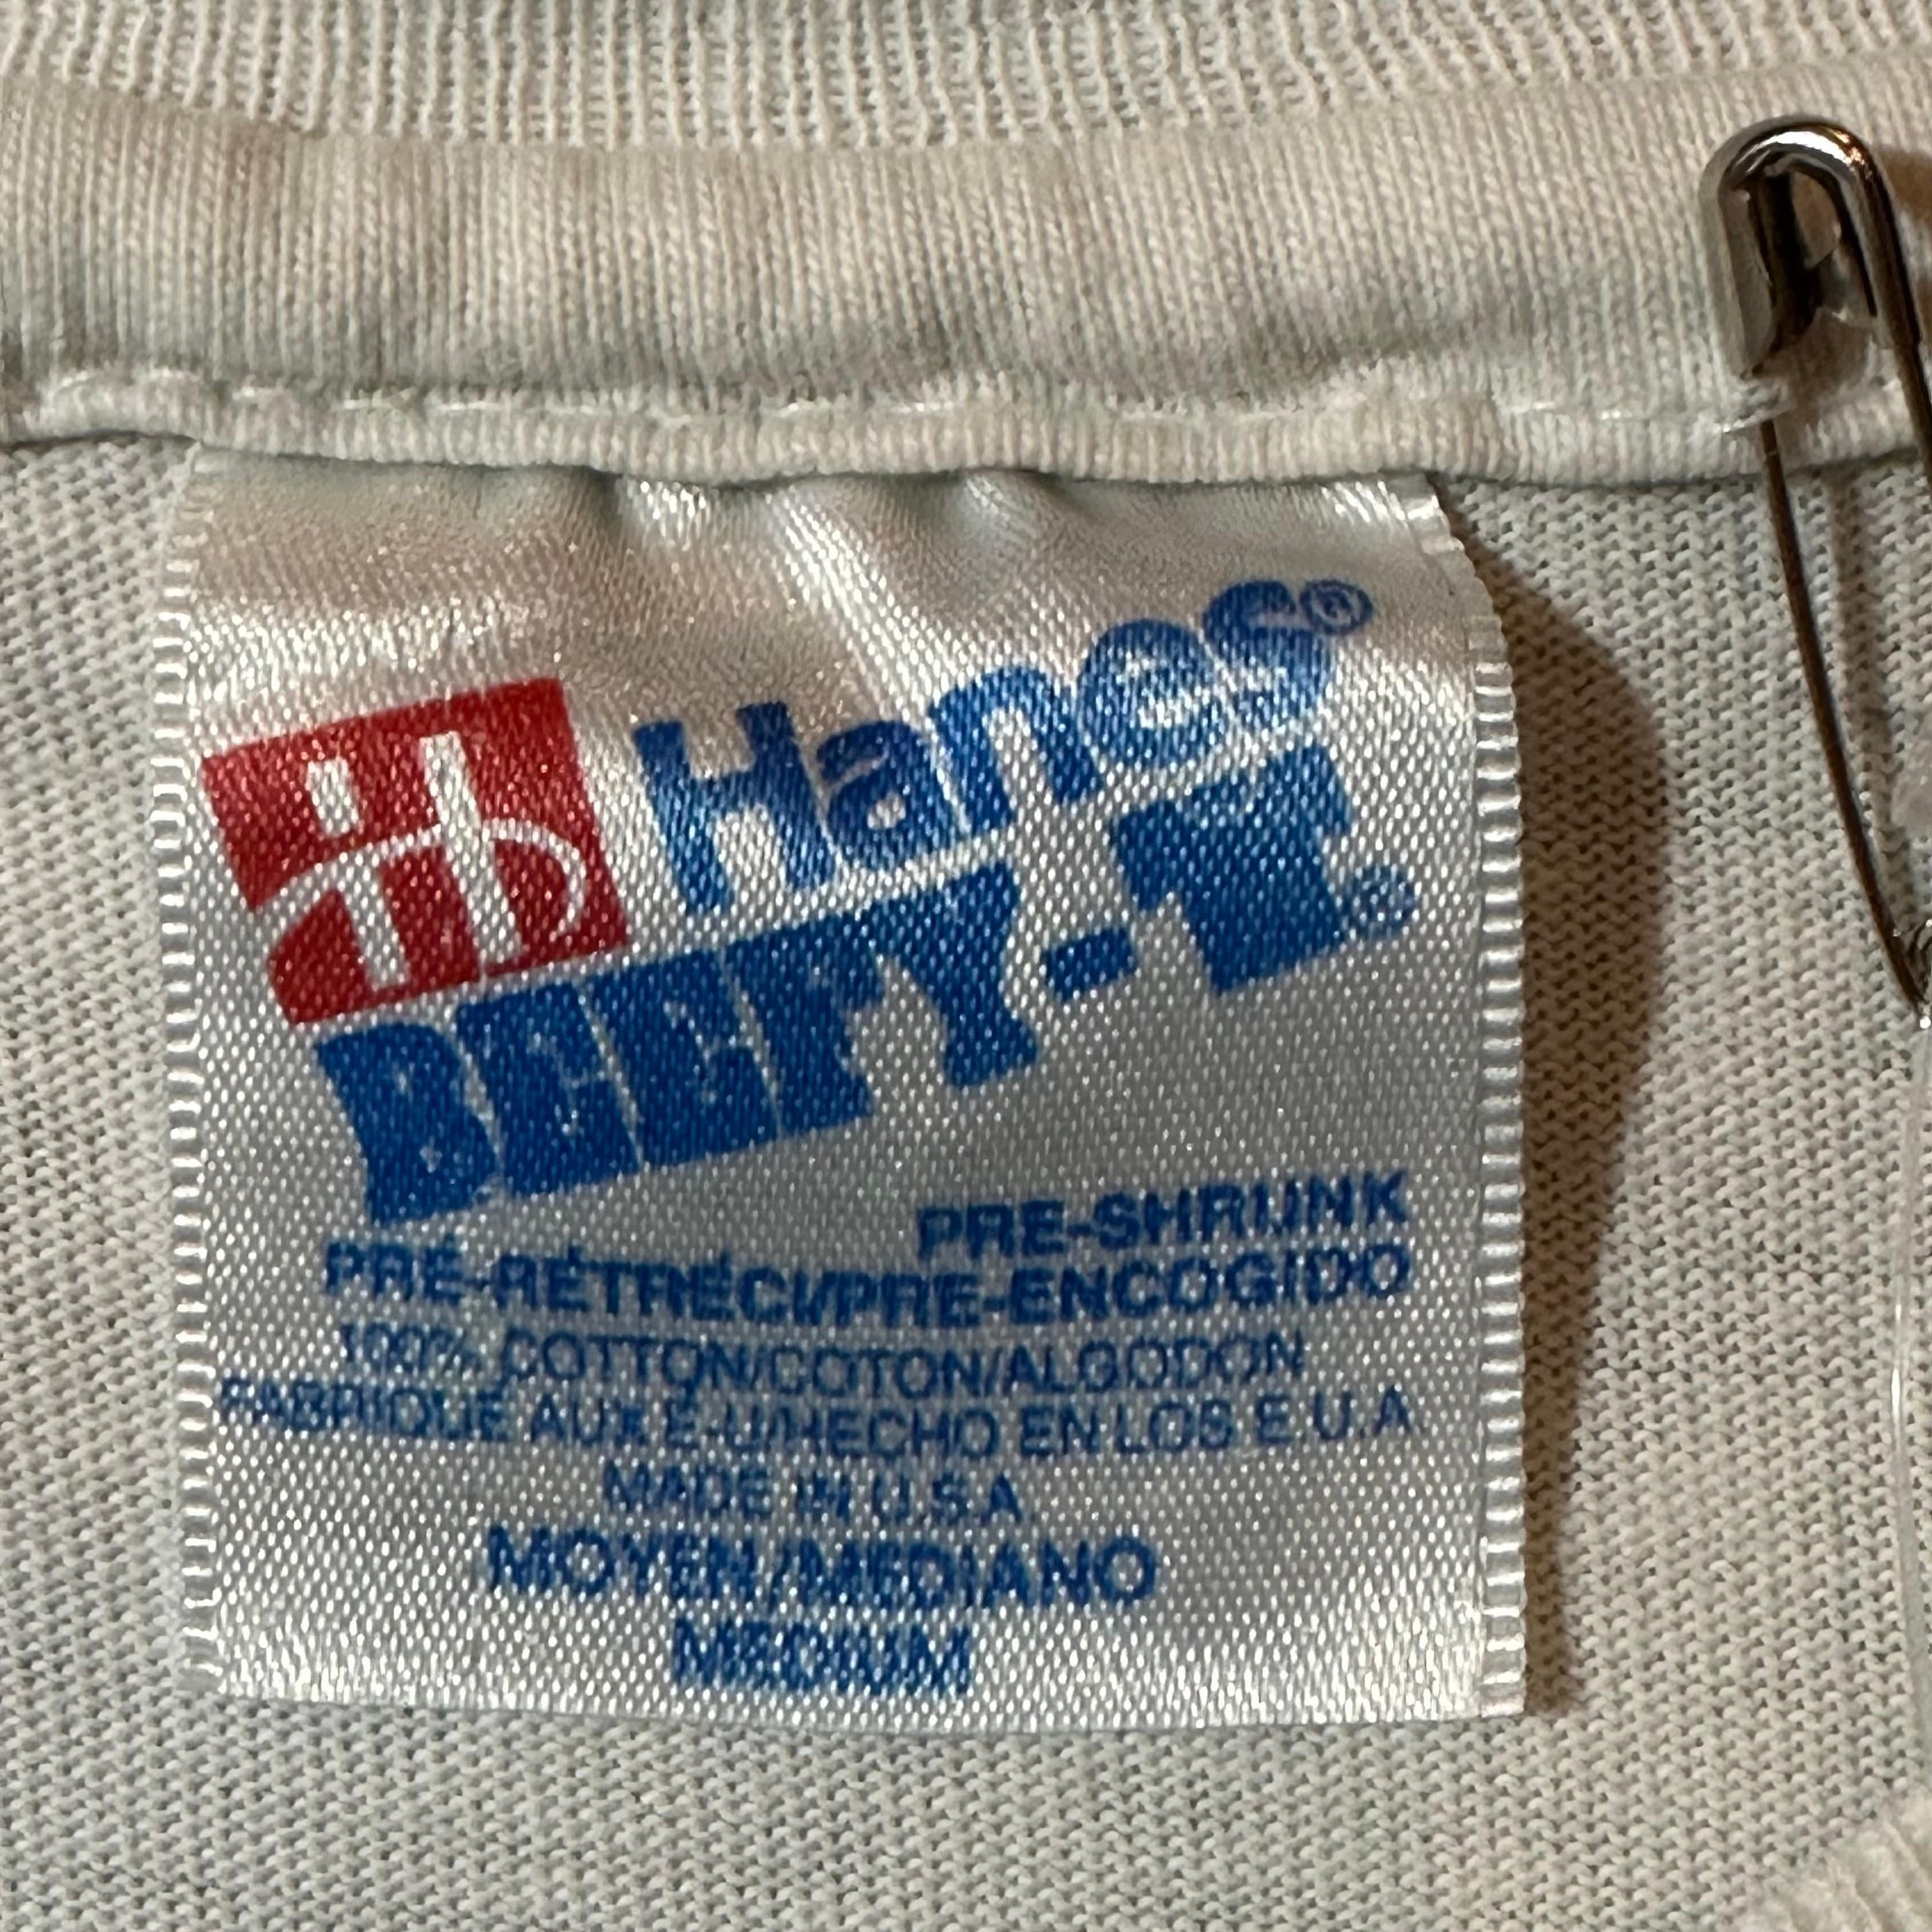 Hanes®
BEEFY-T®
PRE-SHRUNK
PRÉ-RÉTRÉCI/PRE-ENCOGIDO
100% COTTON/COTON/ALGODON
FABRIQUE AUX E-U/HECHO EN LOS E.U.A
MADE IN U.S.A
MOYEN/MEDIANO
MEDIUM